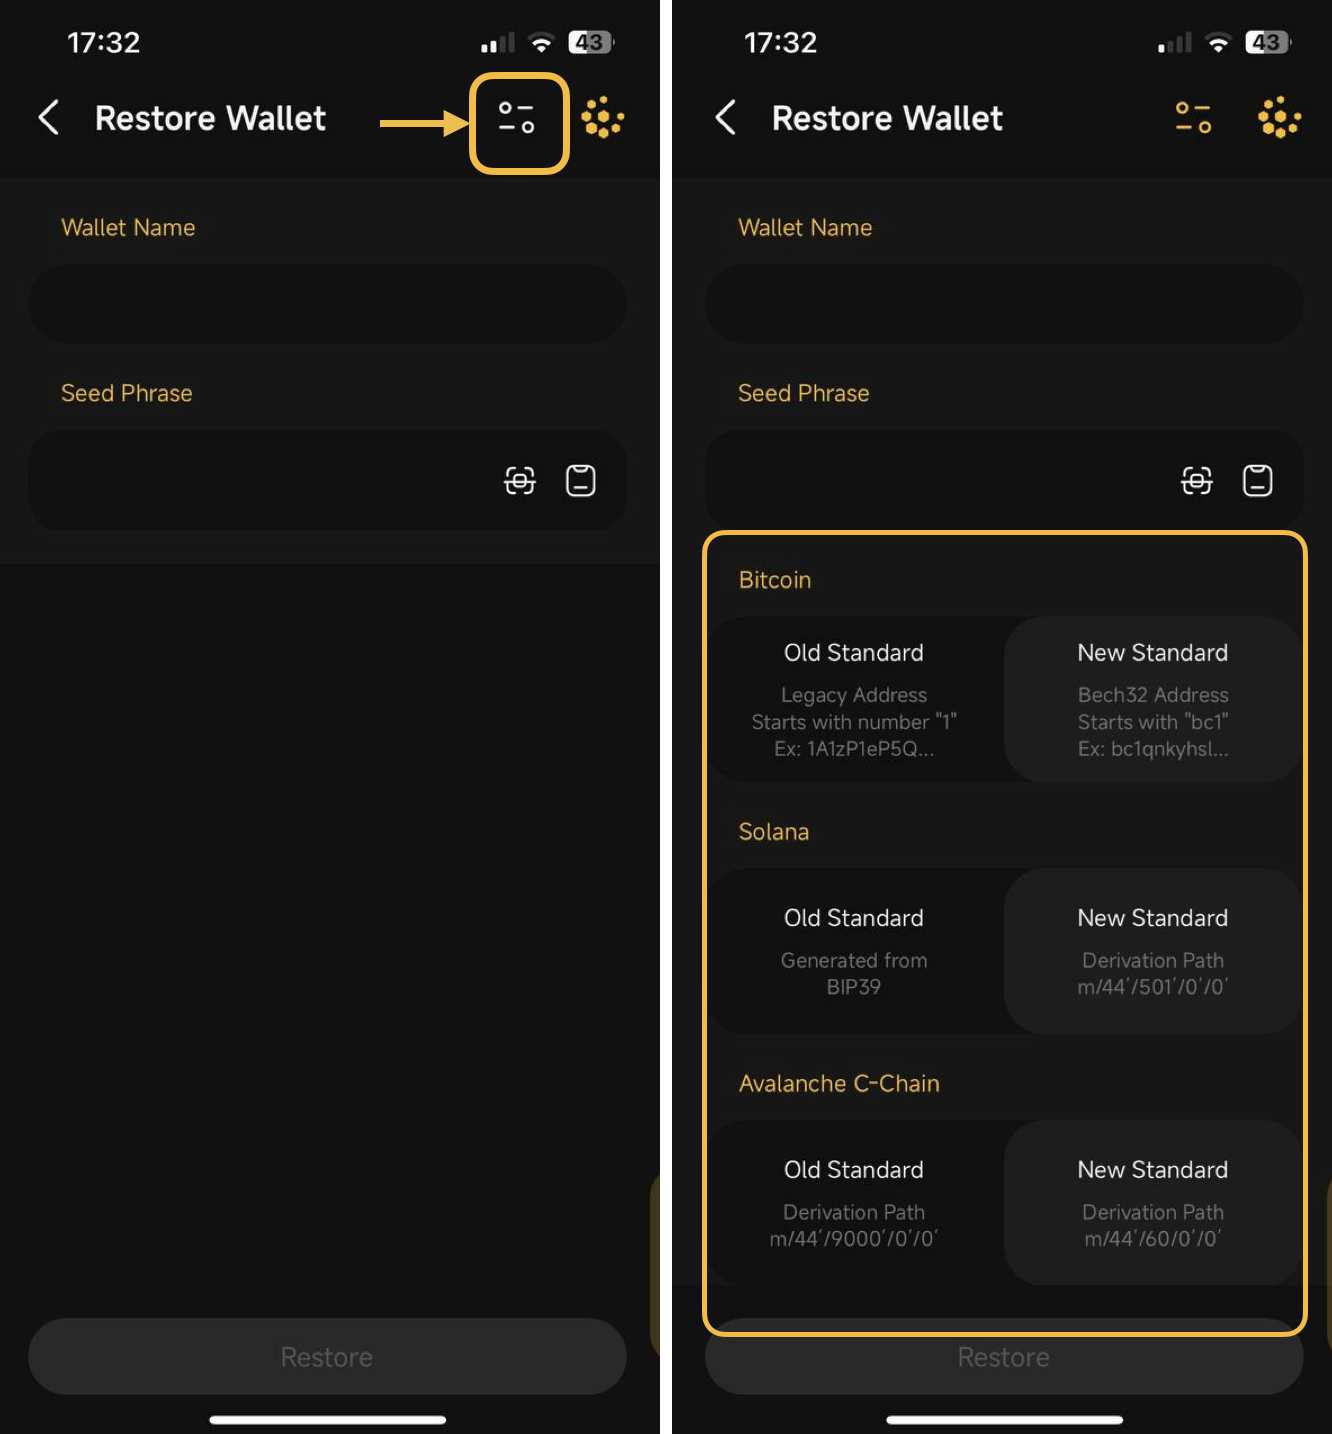 17:32
43
Restore Wallet
Wallet Name
Seed Phrase
Restore
17:32
43
Restore Wallet
Wallet Name
Seed Phrase
Bitcoin
Old Standard
Legacy Address
Starts with number "1"
Ex: 1A1zP1eP5Q...
New Standard
Bech32 Address
Starts with "bc1"
Ex: bc1qnkyhsl...
Solana
Old Standard
Generated from
BIP39
New Standard
Derivation Path
m/44'/501'/0'/0'
Avalanche C-Chain
Old Standard
Derivation Path
m/44'/9000'/0'/0'
New Standard
Derivation Path
m/44'/60/0'/0'
Restore